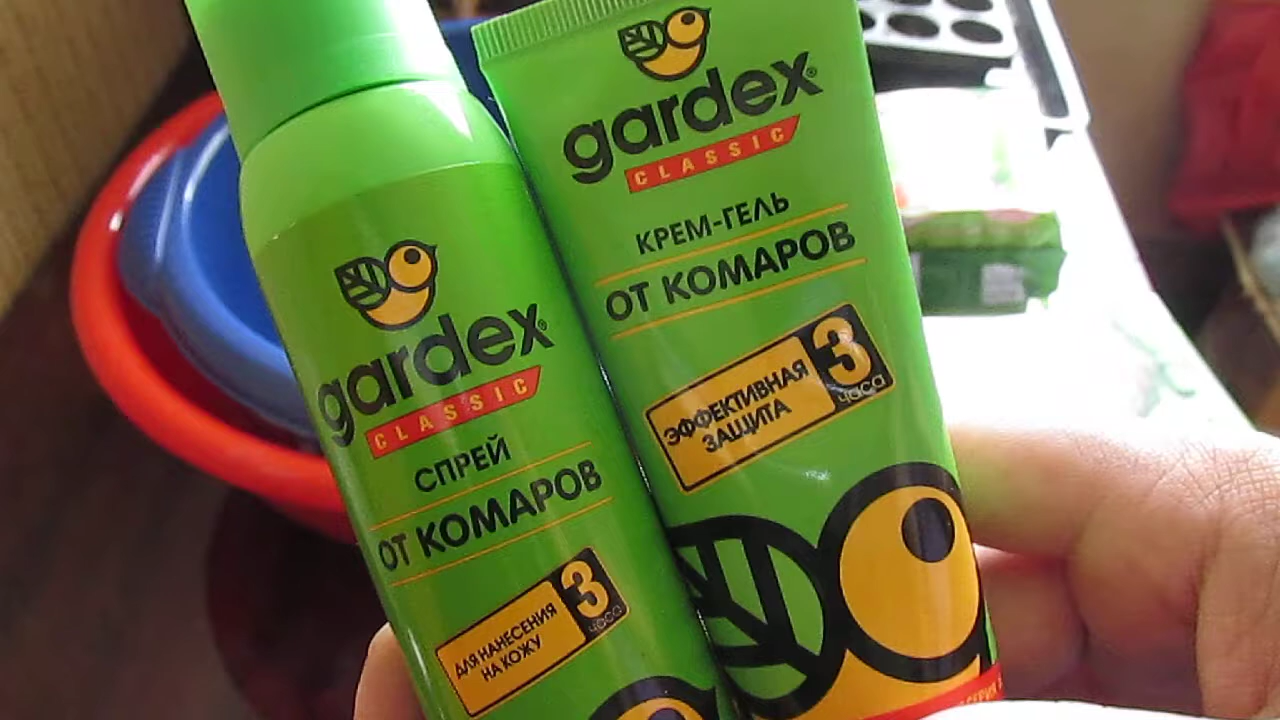 gardex®
CLASSIC
СПРЕЙ
ОТ КОМАРОВ
ДЛЯ НАНЕСЕНИЯ
НА КОЖУ
3
часа
gardex®
CLASSIC
КРЕМ-ГЕЛЬ
ОТ КОМАРОВ
ЭФФЕКТИВНАЯ
ЗАЩИТА
3
часа